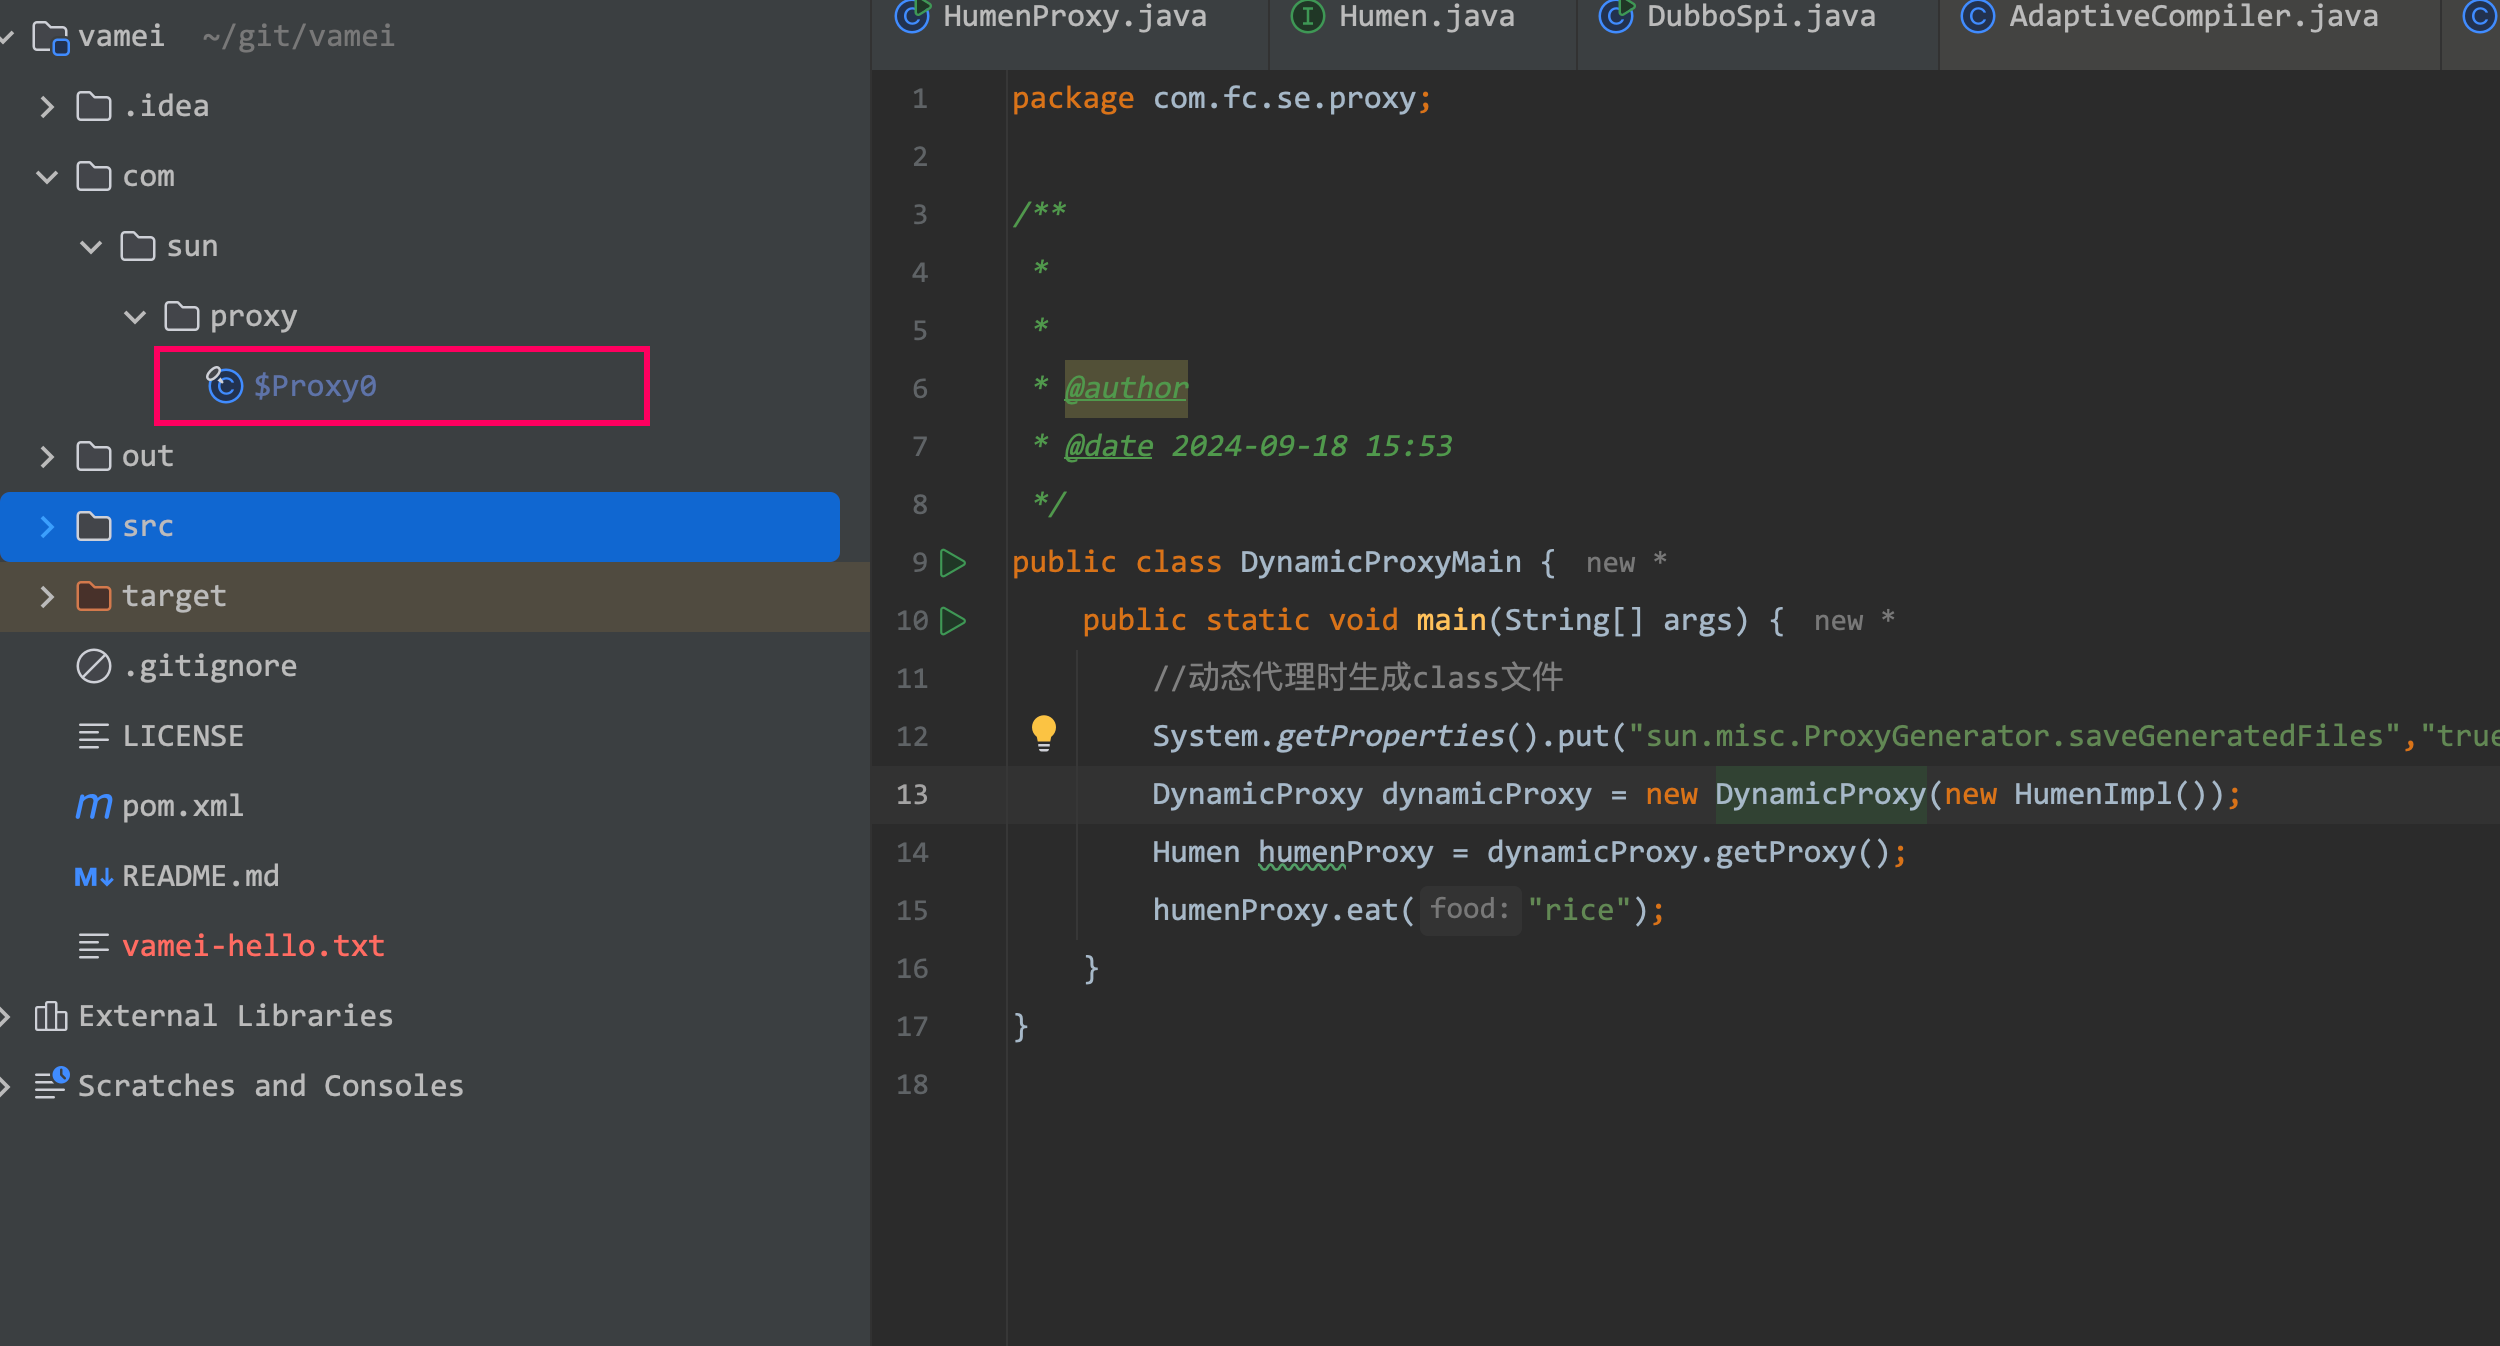 vamei ~/git/vamei
.idea
com
sun
proxy
$Proxy0
out
src
target
.gitignore
LICENSE
pom.xml
README.md
vamei-hello.txt
External Libraries
Scratches and Consoles
HumenProxy.java Humen.java DubboSpi.java AdaptiveCompiler.java
1 package com.fc.se.proxy;
2
3 /**
4 *
5 *
6 * @author
7 * @date 2024-09-18 15:53
8 */
9 public class DynamicProxyMain { new *
10 public static void main(String[] args) { new *
11 //动态代理时生成class文件
12 System.getProperties().put("sun.misc.ProxyGenerator.saveGeneratedFiles","true
13 DynamicProxy dynamicProxy = new DynamicProxy(new HumenImpl());
14 Humen humenProxy = dynamicProxy.getProxy();
15 humenProxy.eat( food: "rice");
16 }
17 }
18